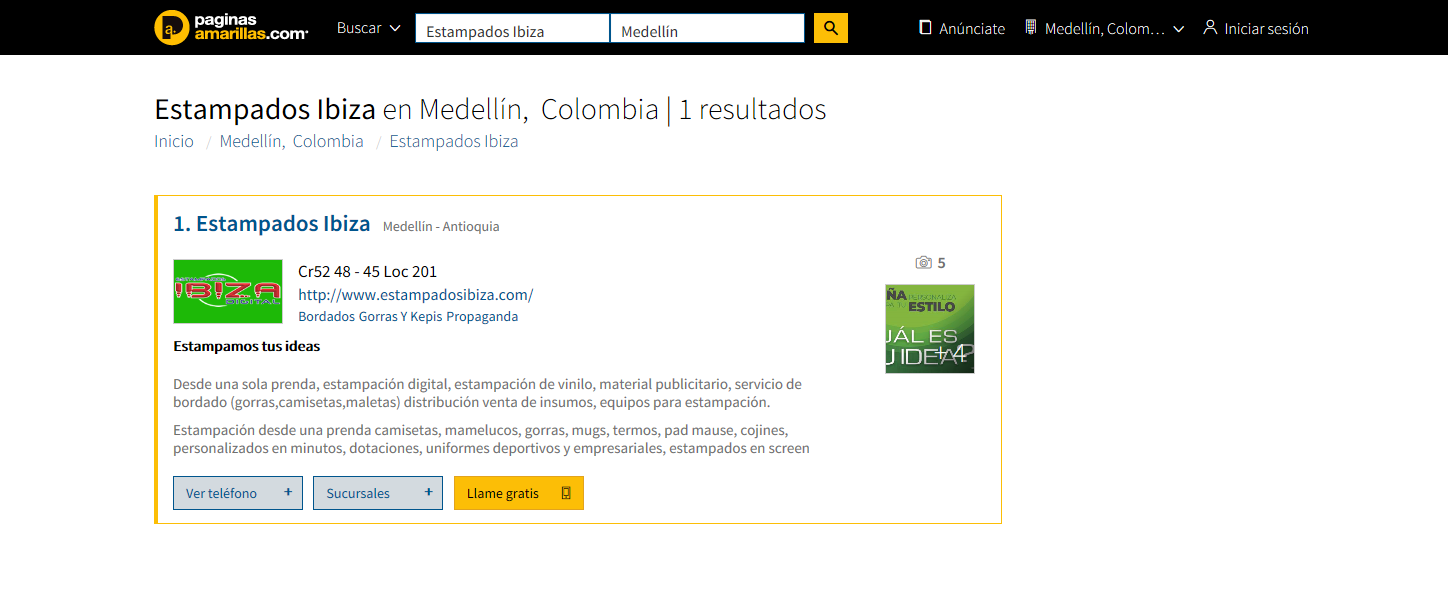 paginas
amarillas.com
Buscar
Estampados Ibiza
Medellín
Anúnciate
Medellín, Colom...
Iniciar sesión
Estampados Ibiza en Medellín, Colombia | 1 resultados
Inicio / Medellín, Colombia / Estampados Ibiza
1. Estampados Ibiza Medellín - Antioquia
IBIZA
DIGITAL
Cr52 48 - 45 Loc 201
http://www.estampadosibiza.com/
Bordados Gorras Y Kepis Propaganda
5
ÑA PERSONALIZA
ESTILO
UÁL ES
U IDEA?
+ 4
Estampamos tus ideas
Desde una sola prenda, estampación digital, estampación de vinilo, material publicitario, servicio de
bordado (gorras,camisetas,maletas) distribución venta de insumos, equipos para estampación.
Estampación desde una prenda camisetas, mamelucos, gorras, mugs, termos, pad mause, cojines,
personalizados en minutos, dotaciones, uniformes deportivos y empresariales, estampados en screen
Ver teléfono +
Sucursales +
Llame gratis